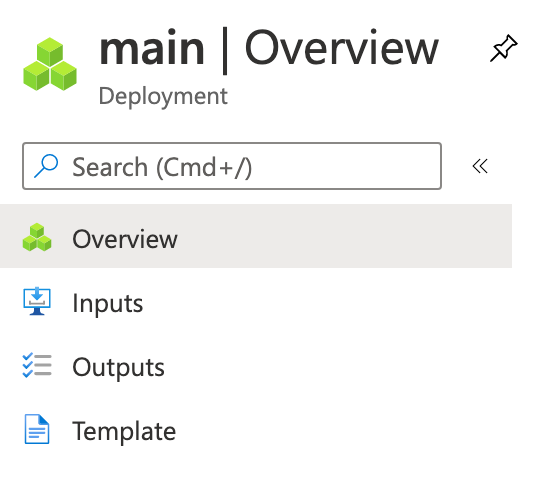 main | Overview
Deployment
Search (Cmd+/)
Overview
Inputs
Outputs
Template